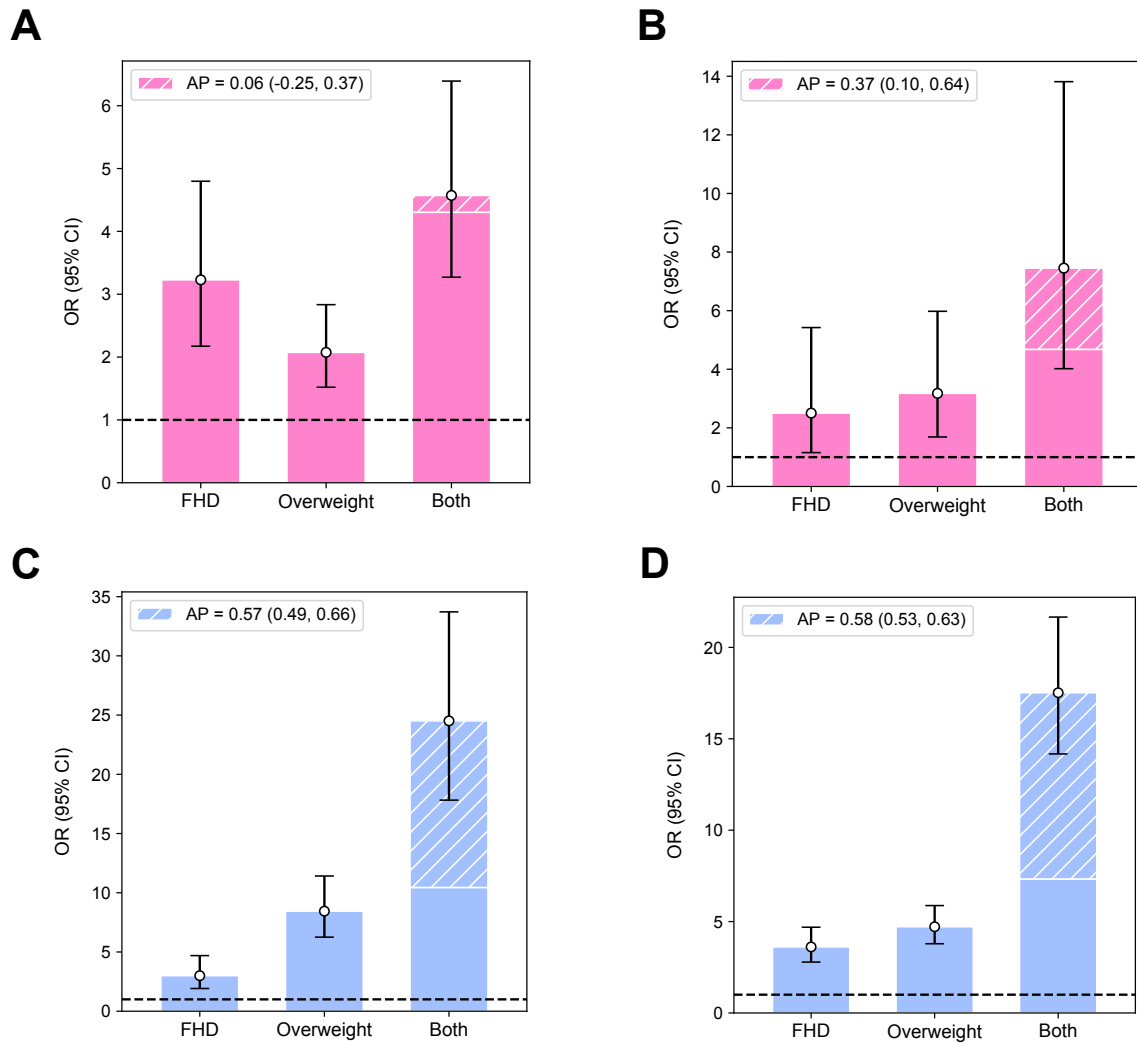 A
AP = 0.06 (-0.25, 0.37)
OR (95% CI)
6
5
4
3
2
1
0
FHD Overweight Both
B
AP = 0.37 (0.10, 0.64)
OR (95% CI)
14
12
10
8
6
4
2
0
FHD Overweight Both
C
AP = 0.57 (0.49, 0.66)
OR (95% CI)
35
30
25
20
15
10
5
0
FHD Overweight Both
D
AP = 0.58 (0.53, 0.63)
OR (95% CI)
20
15
10
5
0
FHD Overweight Both